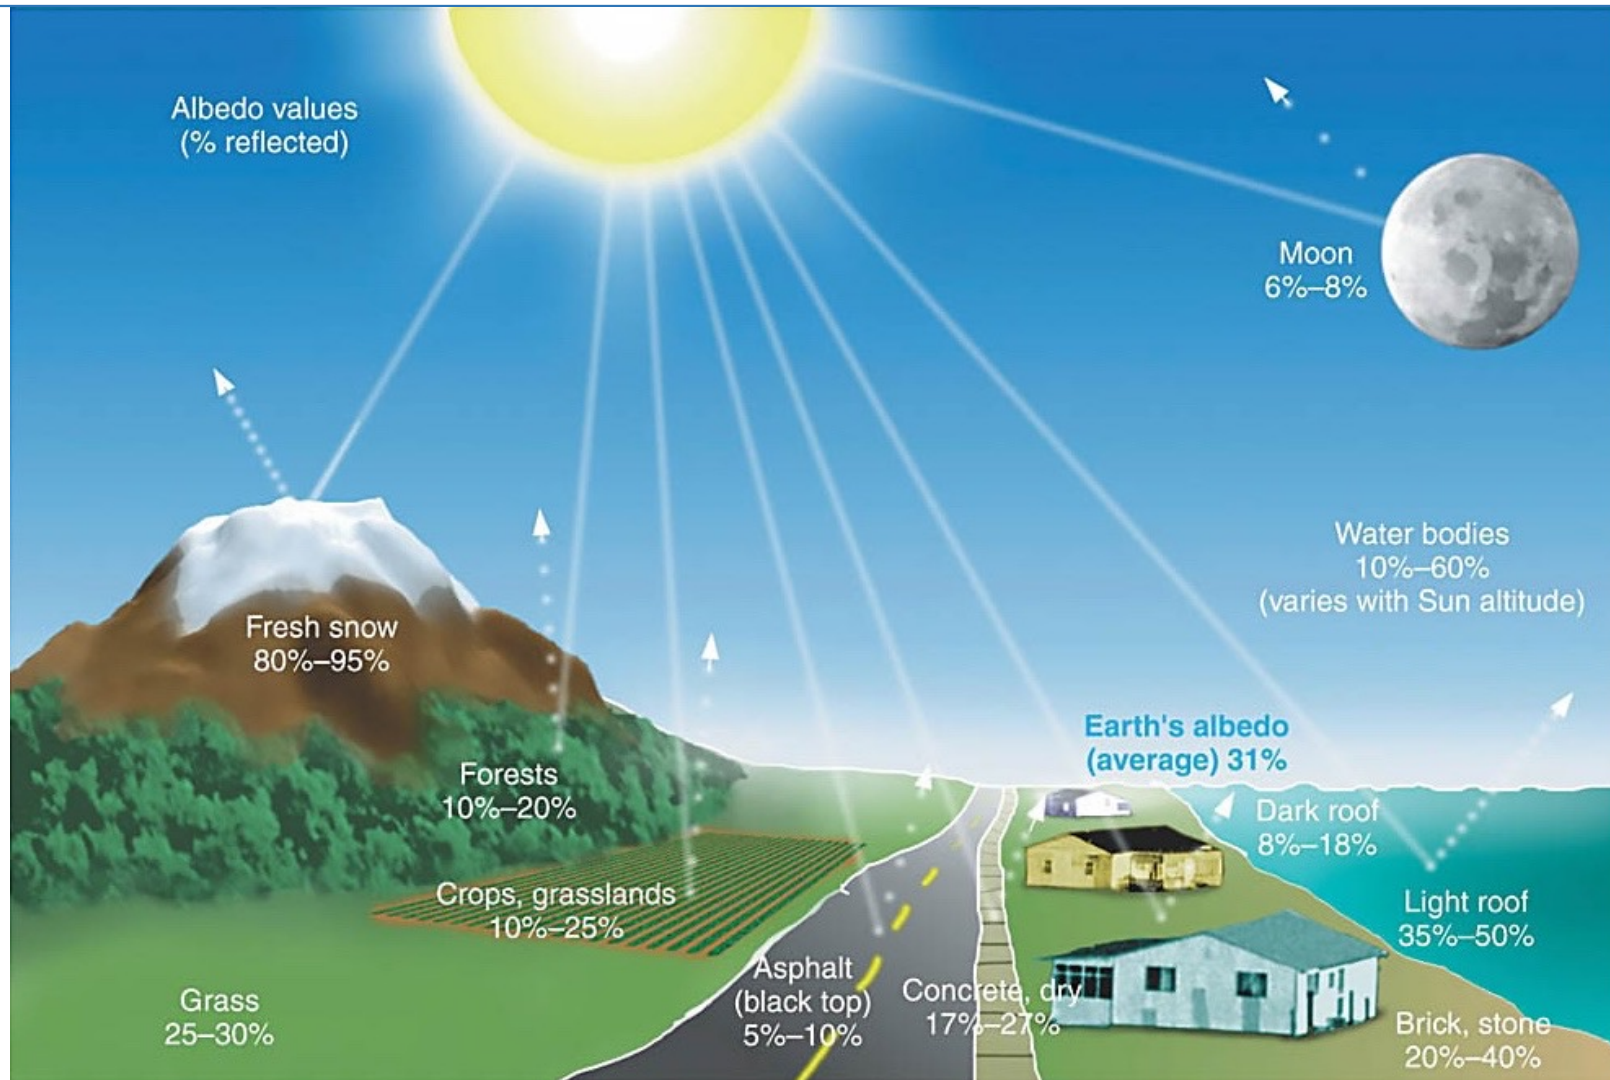 Albedo values
(% reflected)
Moon
6%–8%
Water bodies
10%–60%
(varies with Sun altitude)
Fresh snow
80%–95%
Earth's albedo
(average) 31%
Forests
10%–20%
Dark roof
8%–18%
Crops, grasslands
10%–25%
Light roof
35%–50%
Asphalt
(black top)
5%–10%
Concrete, dry
17%–27%
Grass
25–30%
Brick, stone
20%–40%